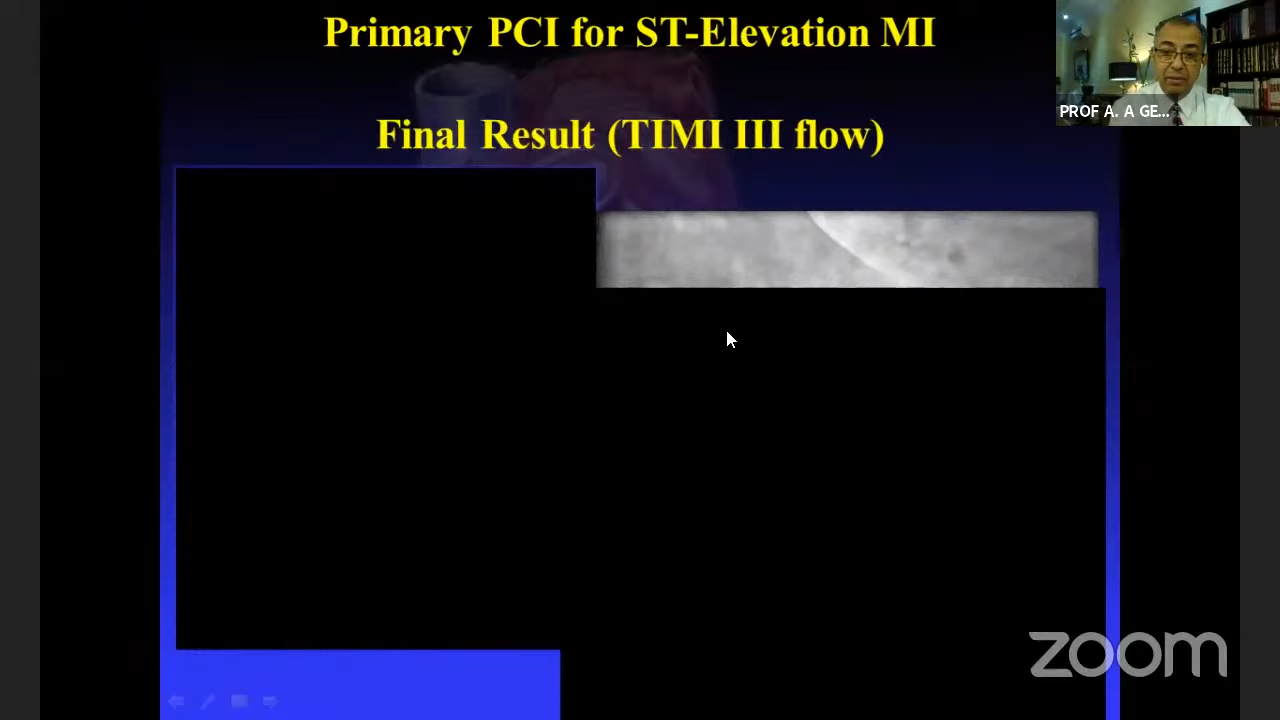 Primary PCI for ST-Elevation MI
Final Result (TIMI III flow)
PROF A. A GE...
zoom